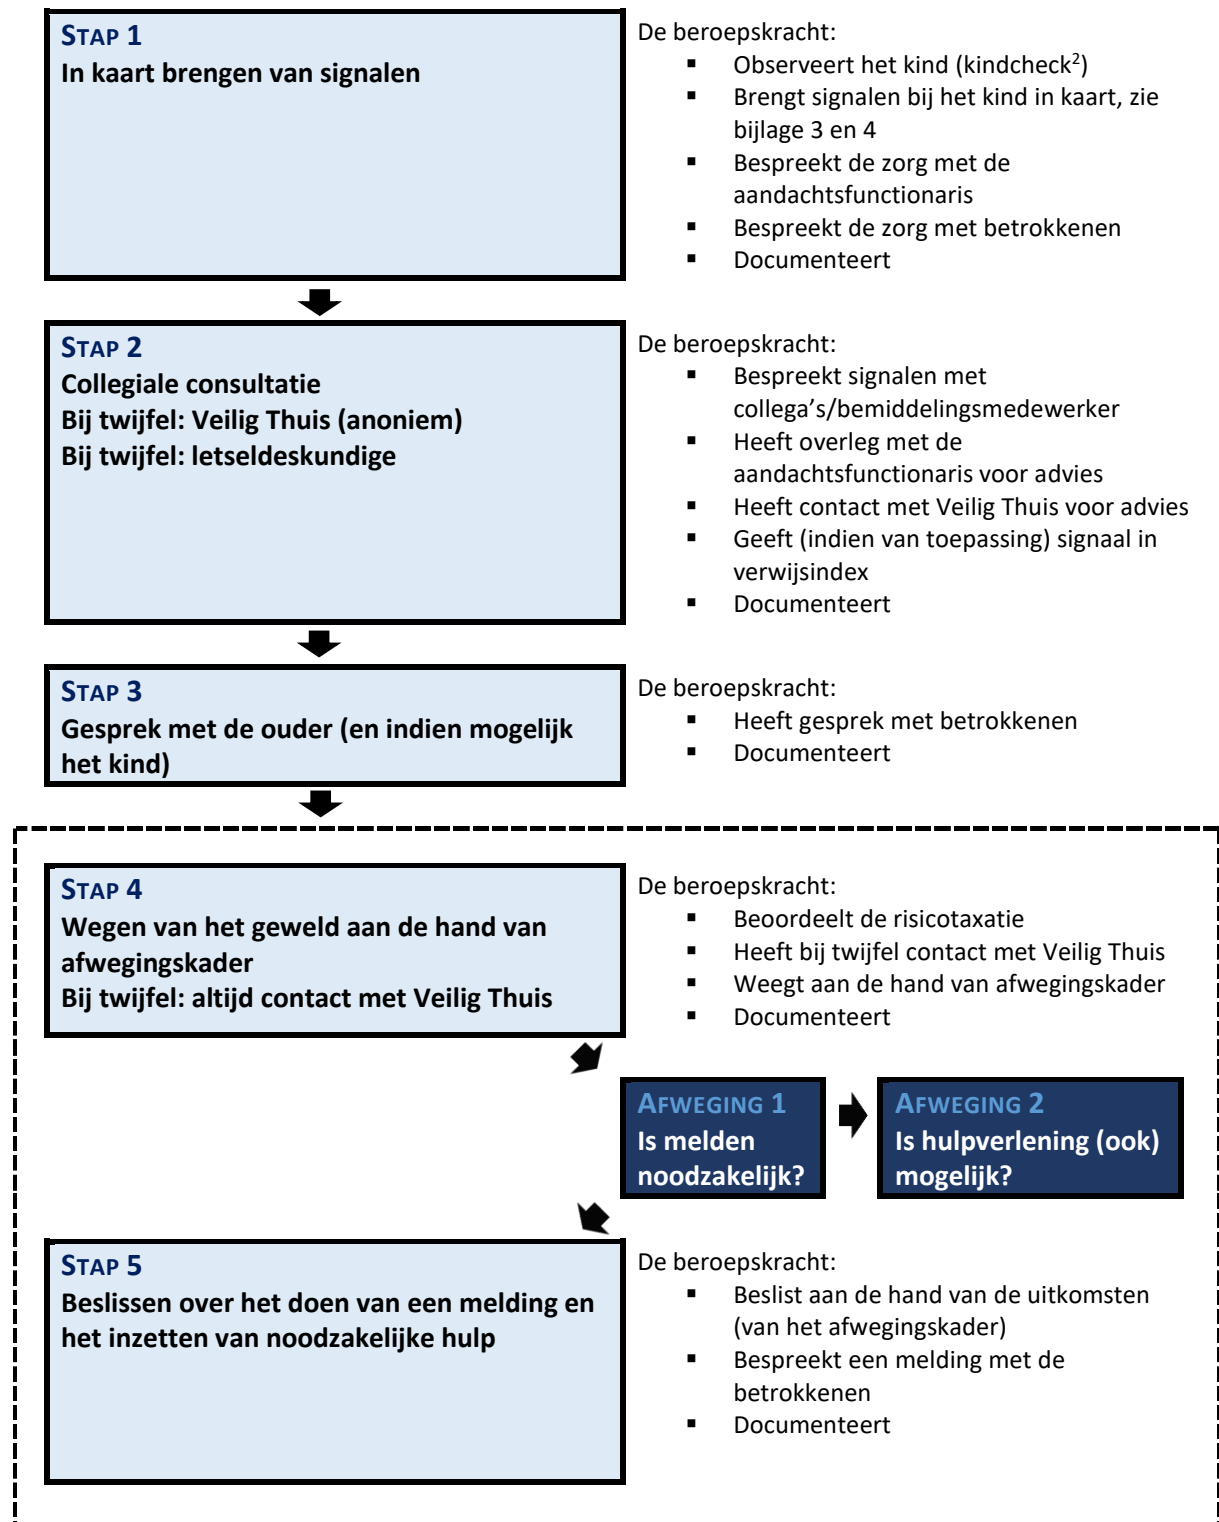 STAP 1
In kaart brengen van signalen
De beroepskracht:
▪ Observeert het kind (kindcheck²)
▪ Brengt signalen bij het kind in kaart, zie
bijlage 3 en 4
▪ Bespreekt de zorg met de
aandachtsfunctionaris
▪ Bespreekt de zorg met betrokkenen
▪ Documenteert
STAP 2
Collegiale consultatie
Bij twijfel: Veilig Thuis (anoniem)
Bij twijfel: letseldeskundige
De beroepskracht:
▪ Bespreekt signalen met
collega’s/bemiddelingsmedewerker
▪ Heeft overleg met de
aandachtsfunctionaris voor advies
▪ Heeft contact met Veilig Thuis voor advies
▪ Geeft (indien van toepassing) signaal in
verwijsindex
▪ Documenteert
STAP 3
Gesprek met de ouder (en indien mogelijk
het kind)
De beroepskracht:
▪ Heeft gesprek met betrokkenen
▪ Documenteert
STAP 4
Wegen van het geweld aan de hand van
afwegingskader
Bij twijfel: altijd contact met Veilig Thuis
De beroepskracht:
▪ Beoordeelt de risicotaxatie
▪ Heeft bij twijfel contact met Veilig Thuis
▪ Weegt aan de hand van afwegingskader
▪ Documenteert
AFWEGING 1
Is melden
noodzakelijk?
AFWEGING 2
Is hulpverlening (ook)
mogelijk?
STAP 5
Beslissen over het doen van een melding en
het inzetten van noodzakelijke hulp
De beroepskracht:
▪ Beslist aan de hand van de uitkomsten
(van het afwegingskader)
▪ Bespreekt een melding met de
betrokkenen
▪ Documenteert